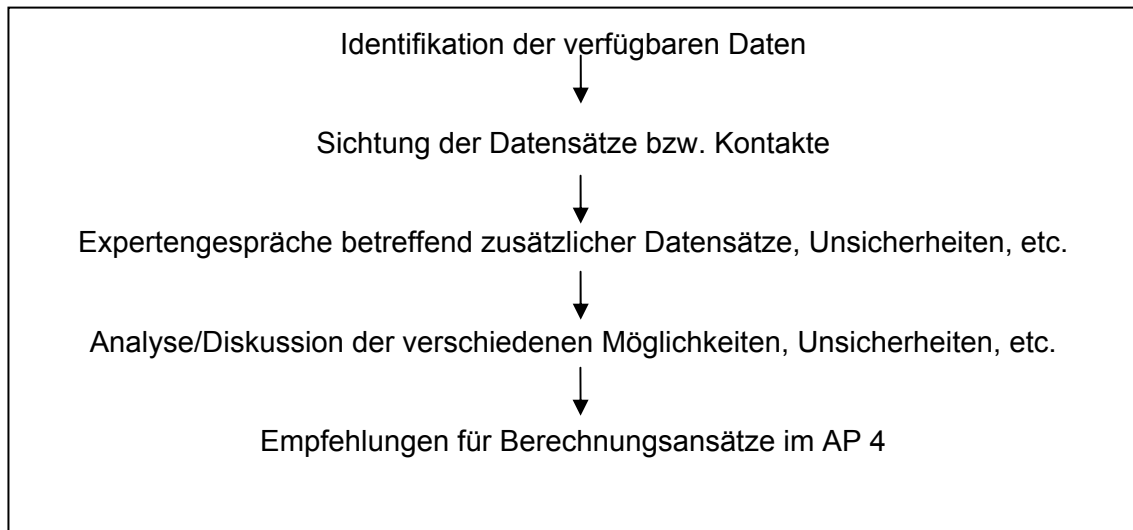 Identifikation der verfügbaren Daten
Sichtung der Datensätze bzw. Kontakte
Expertengespräche betreffend zusätzlicher Datensätze, Unsicherheiten, etc.
Analyse/Diskussion der verschiedenen Möglichkeiten, Unsicherheiten, etc.
Empfehlungen für Berechnungsansätze im AP 4